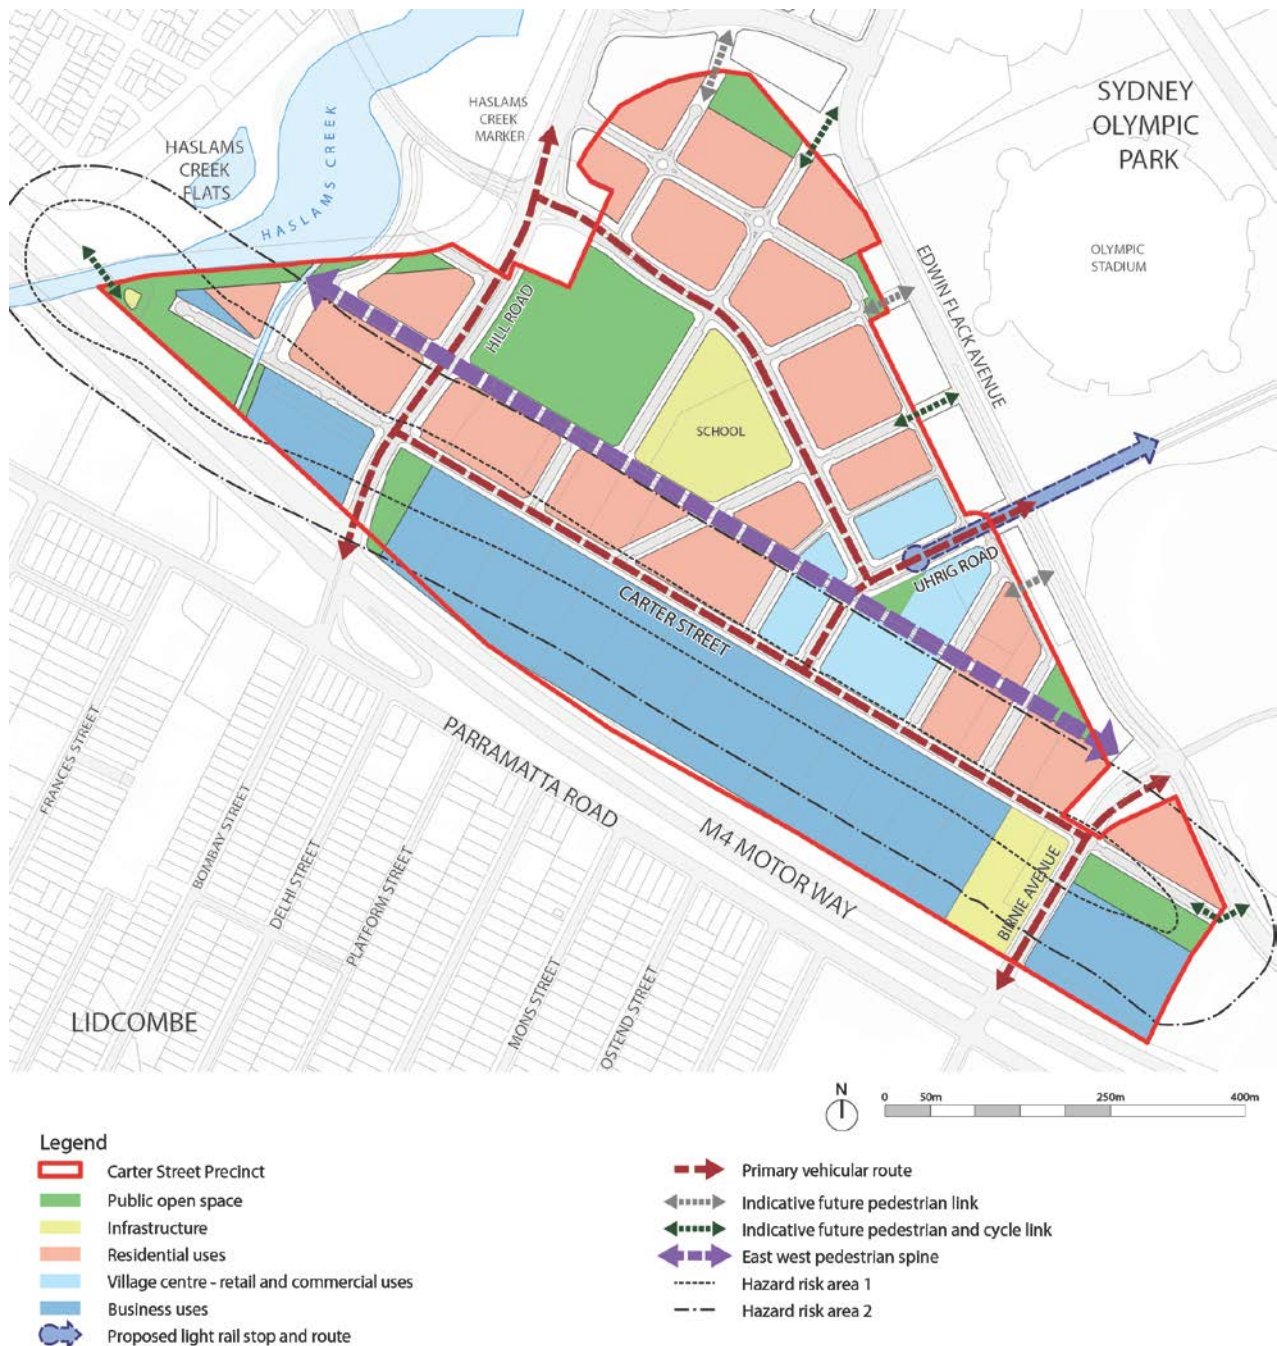 SYDNEY
OLYMPIC
PARK
HASLAMS
CREEK
MARKER
HASLAMS
CREEK
FLATS
HASLAMS CREEK
OLYMPIC
STADIUM
EDWIN FLACK AVENUE
HILL ROAD
SCHOOL
UHRIG ROAD
CARTER STREET
PARRAMATTA ROAD
M4 MOTOR WAY
BIRNIE AVENUE
FRANCES STREET
BOMBAY STREET
DELHI STREET
PLATFORM STREET
MONS STREET
OSTEND STREET
LIDCOMBE
N
0 50m 250m 400m
Legend
Carter Street Precinct
Public open space
Infrastructure
Residential uses
Village centre - retail and commercial uses
Business uses
Proposed light rail stop and route
Primary vehicular route
Indicative future pedestrian link
Indicative future pedestrian and cycle link
East west pedestrian spine
Hazard risk area 1
Hazard risk area 2